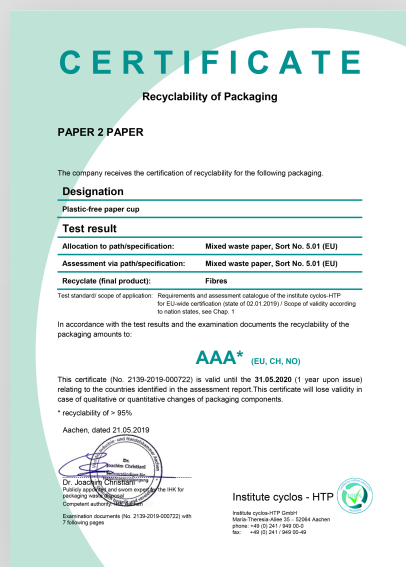 CERTIFICATE
Recyclability of Packaging
PAPER 2 PAPER
The company receives the certification of recyclability for the following packaging.
Designation
Plastic-free paper cup
Test result
Allocation to path/specification: Mixed waste paper, Sort No. 5.01 (EU)
Assessment via path/specification: Mixed waste paper, Sort No. 5.01 (EU)
Recyclate (final product): Fibres
Test standard/ scope of application: Requirements and assessment catalogue of the institute cyclos-HTP
for EU-wide certification (state of 02.01.2019) / Scope of validity according
to nation states, see Chap. 1
In accordance with the test results and the examination documents the recyclability of the
packaging amounts to:
AAA* (EU, CH, NO)
This certificate (No. 2139-2019-000722) is valid until the 31.05.2020 (1 year upon issue)
relating to the countries identified in the assessment report.This certificate will lose validity in
case of qualitative or quantitative changes of packaging components.
* recyclability of > 95%
Aachen, dated 21.05.2019
Dr.
Joachim Christiani
Dr. Joachim Christiani
Publicly appointed and sworn expert for the IHK for
packaging waste disposal
Competent authority: IHK Aachen
Examination documents (No. 2139-2019-000722) with
7 following pages
Institute cyclos - HTP
Institute cyclos-HTP GmbH
Maria-Theresia-Allee 35 – 52064 Aachen
phone: +49 (0) 241 / 949 00-0
fax: +49 (0) 241 / 949 00-49